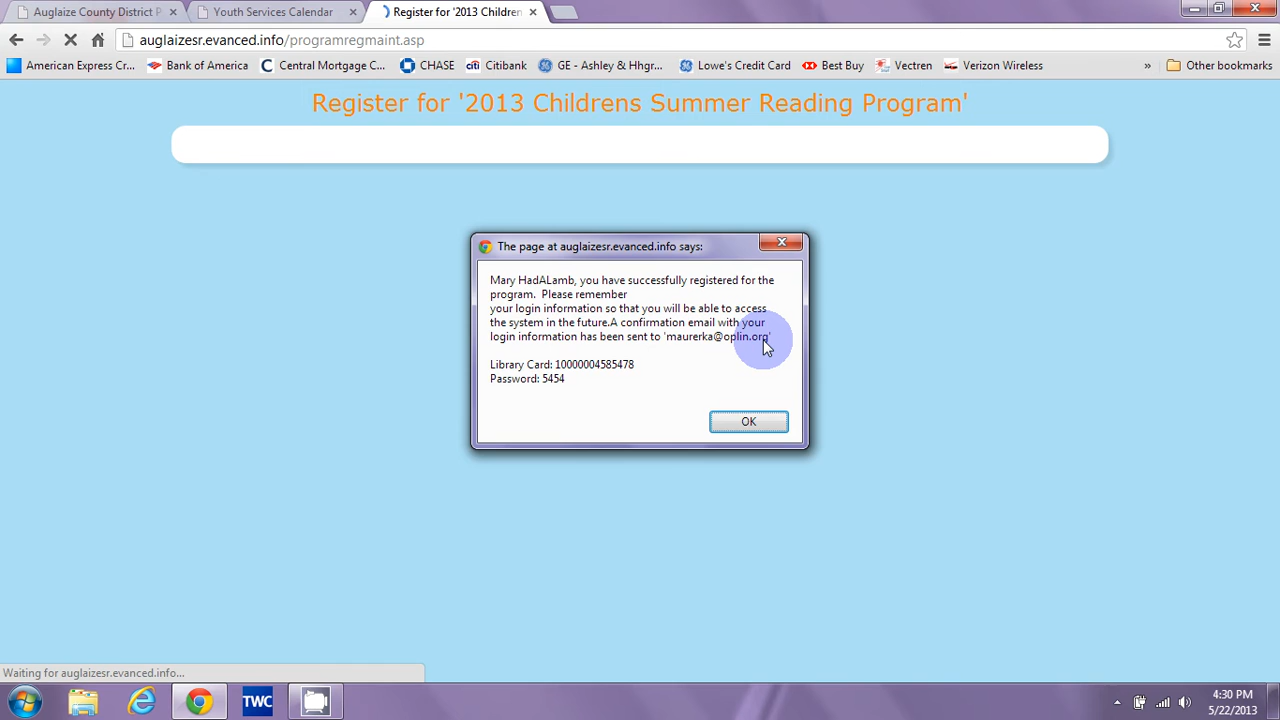 Auglaize County District P
Youth Services Calendar
Register for '2013 Childrer
auglaizesr.evanced.info/programregmaint.asp
American Express Cr...
Bank of America
Central Mortgage C...
CHASE
citi Citibank
GE - Ashley & Hhgr...
Lowe's Credit Card
Best Buy
Vectren
Verizon Wireless
»
Other bookmarks
Register for '2013 Childrens Summer Reading Program'
The page at auglaizesr.evanced.info says:
Mary HadALamb, you have successfully registered for the
program. Please remember
your login information so that you will be able to access
the system in the future.A confirmation email with your
login information has been sent to 'maurerka@oplin.org'
Library Card: 10000004585478
Password: 5454
OK
Waiting for auglaizesr.evanced.info...
TWC
4:30 PM
5/22/2013